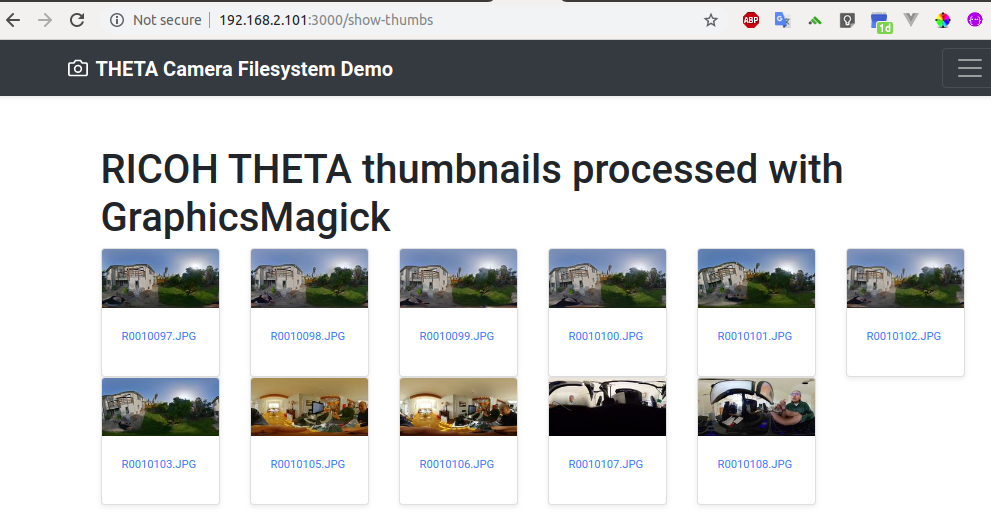 Not secure | 192.168.2.101:3000/show-thumbs
ABP
1d
THETA Camera Filesystem Demo
RICOH THETA thumbnails processed with
GraphicsMagick
R0010097.JPG R0010098.JPG R0010099.JPG R0010100.JPG R0010101.JPG R0010102.JPG
R0010103.JPG R0010105.JPG R0010106.JPG R0010107.JPG R0010108.JPG